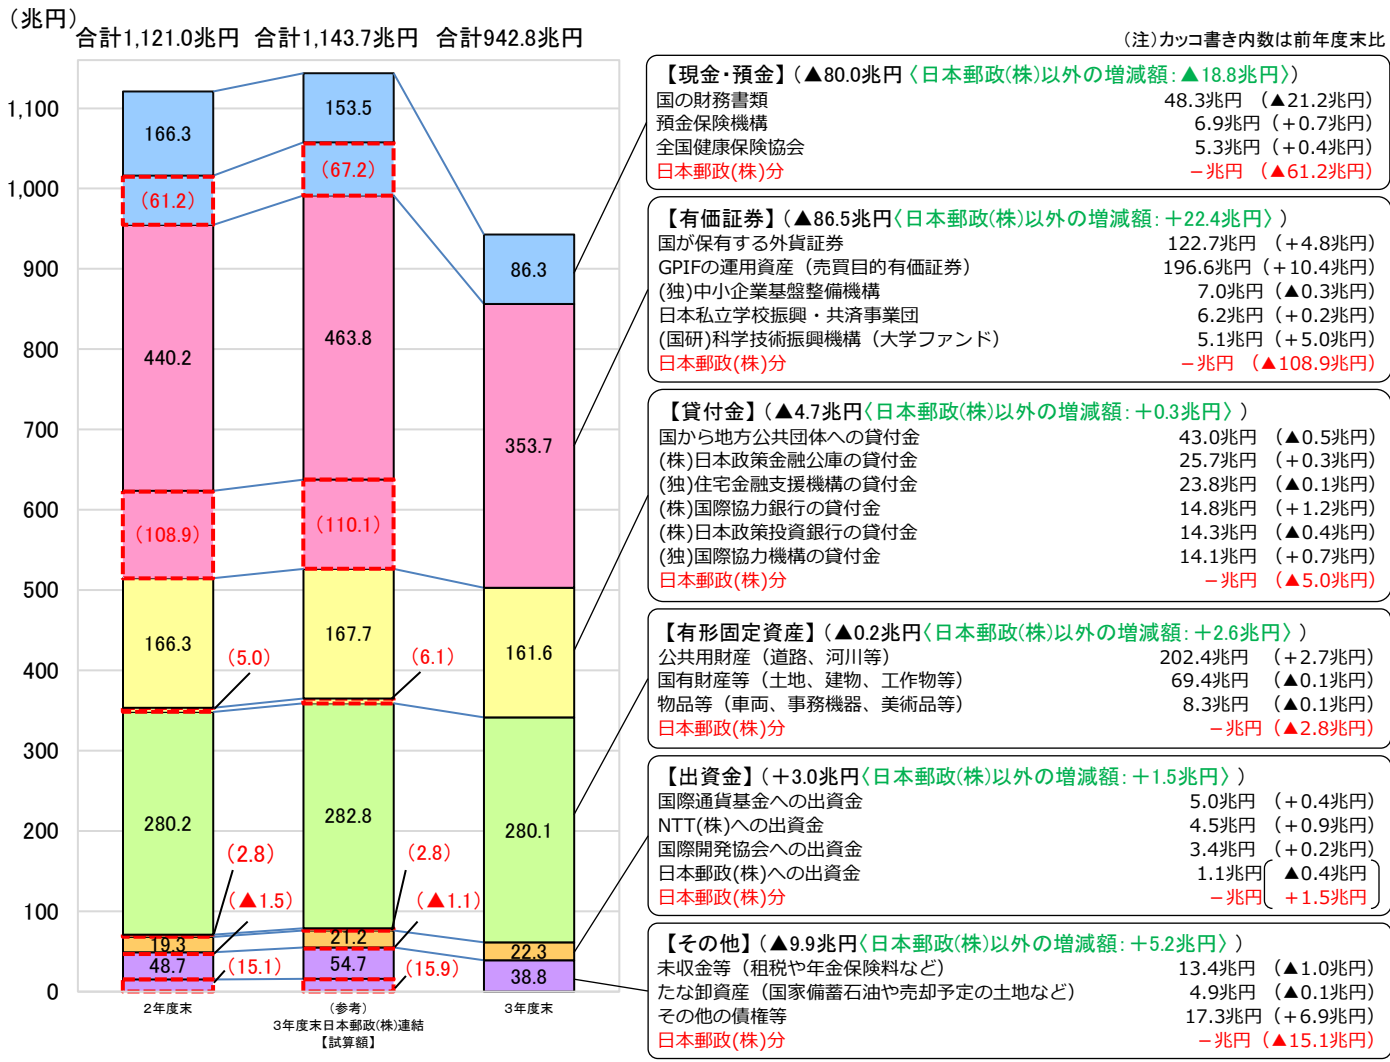 （兆円）
合計1,121.0兆円　合計1,143.7兆円　合計942.8兆円
（注）カッコ書き内数は前年度末比
1,100
1,000
900
800
700
600
500
400
300
200
100
0
166.3
（61.2）
440.2
（108.9）
166.3
（5.0）
280.2
（2.8）
19.3
（▲1.5）
48.7
（15.1）
2年度末
153.5
（67.2）
463.8
（110.1）
167.7
（6.1）
282.8
（2.8）
21.2
（▲1.1）
54.7
（15.9）
（参考）
3年度末日本郵政(株)連結
【試算額】
86.3
353.7
161.6
280.1
22.3
38.8
3年度末
【現金・預金】（▲80.0兆円〈日本郵政(株)以外の増減額：▲18.8兆円〉）
国の財務書類　48.3兆円　（▲21.2兆円）
預金保険機構　6.9兆円（＋0.7兆円）
全国健康保険協会　5.3兆円（＋0.4兆円）
日本郵政(株)分　－兆円　（▲61.2兆円）
【有価証券】（▲86.5兆円〈日本郵政(株)以外の増減額：＋22.4兆円〉）
国が保有する外貨証券　122.7兆円　（＋4.8兆円）
GPIFの運用資産（売買目的有価証券）　196.6兆円（＋10.4兆円）
(独)中小企業基盤整備機構　7.0兆円（▲0.3兆円）
日本私立学校振興・共済事業団　6.2兆円（＋0.2兆円）
(国研)科学技術振興機構（大学ファンド）　5.1兆円（＋5.0兆円）
日本郵政(株)分　－兆円　（▲108.9兆円）
【貸付金】（▲4.7兆円〈日本郵政(株)以外の増減額：＋0.3兆円〉）
国から地方公共団体への貸付金　43.0兆円　（▲0.5兆円）
(株)日本政策金融公庫の貸付金　25.7兆円　（＋0.3兆円）
(独)住宅金融支援機構の貸付金　23.8兆円　（▲0.1兆円）
(株)国際協力銀行の貸付金　14.8兆円　（＋1.2兆円）
(株)日本政策投資銀行の貸付金　14.3兆円　（▲0.4兆円）
(独)国際協力機構の貸付金　14.1兆円　（＋0.7兆円）
日本郵政(株)分　－兆円　（▲5.0兆円）
【有形固定資産】（▲0.2兆円〈日本郵政(株)以外の増減額：＋2.6兆円〉）
公共用財産（道路、河川等）　202.4兆円　（＋2.7兆円）
国有財産等（土地、建物、工作物等）　69.4兆円　（▲0.1兆円）
物品等（車両、事務機器、美術品等）　8.3兆円　（▲0.1兆円）
日本郵政(株)分　－兆円　（▲2.8兆円）
【出資金】（＋3.0兆円〈日本郵政(株)以外の増減額：＋1.5兆円〉）
国際通貨基金への出資金　5.0兆円　（＋0.4兆円）
NTT(株)への出資金　4.5兆円　（＋0.9兆円）
国際開発協会への出資金　3.4兆円　（＋0.2兆円）
日本郵政(株)への出資金　1.1兆円　▲0.4兆円
日本郵政(株)分　－兆円　＋1.5兆円
【その他】（▲9.9兆円〈日本郵政(株)以外の増減額：＋5.2兆円〉）
未収金等（租税や年金保険料など）　13.4兆円　（▲1.0兆円）
たな卸資産（国家備蓄石油や売却予定の土地など）　4.9兆円　（▲0.1兆円）
その他の債権等　17.3兆円　（＋6.9兆円）
日本郵政(株)分　－兆円（▲15.1兆円）